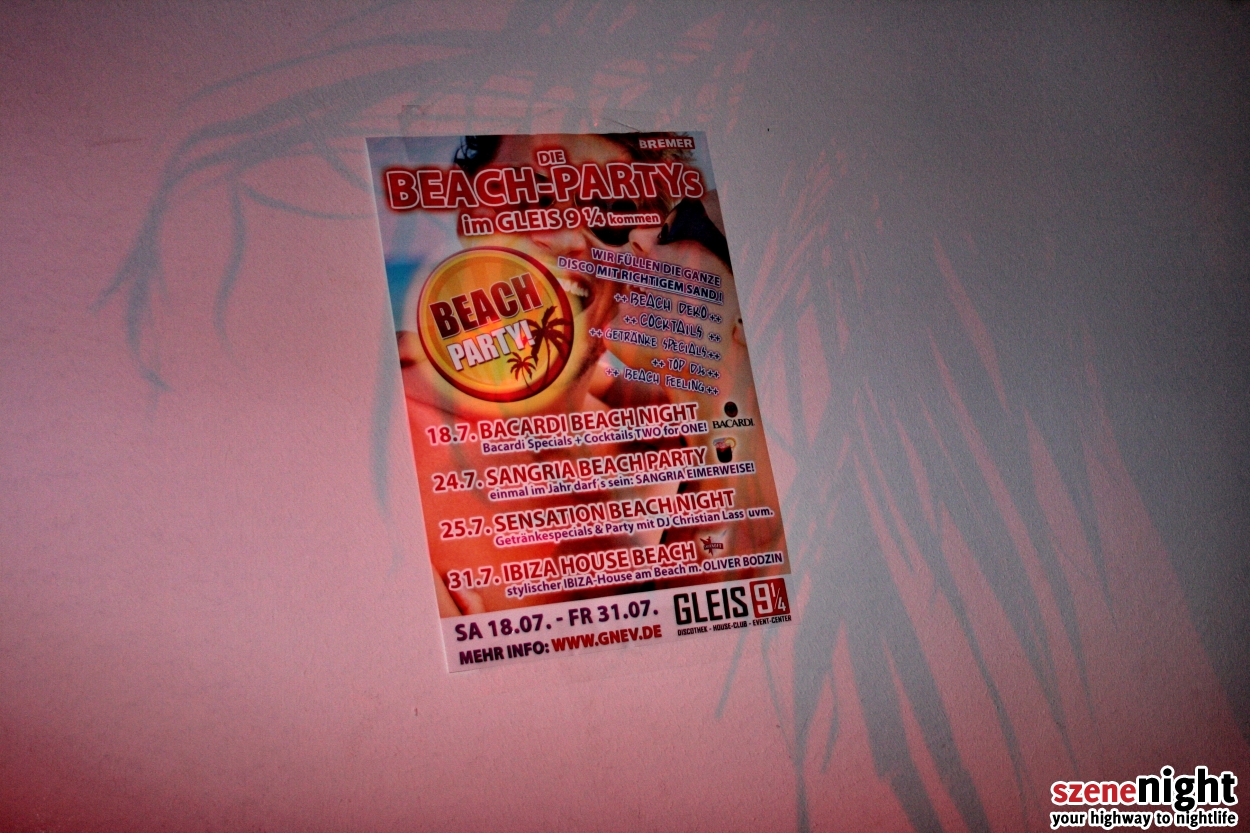 BREMER
DIE
BEACH-PARTYs
im GLEIS 9 ¼ kommen
WIR FÜLLEN DIE GANZE
DISCO MIT RICHTIGEM SAND!!
BEACH
PARTY!
++ BEACH DEKO ++
++ COCKTAILS ++
++ GETRÄNKE SPECIALS ++
++ TOP DJs ++
++ BEACH FEELING ++
18.7. BACARDI BEACH NIGHT
BACARDI
Bacardi Specials + Cocktails TWO for ONE!
24.7. SANGRIA BEACH PARTY
einmal im Jahr darf´s sein: SANGRIA EIMERWEISE!
25.7. SENSATION BEACH NIGHT
Getränkespecials & Party mit DJ Christian Lass uvm.
31.7. IBIZA HOUSE BEACH
stylischer IBIZA-House am Beach m. OLIVER BODZIN
SA 18.07. - FR 31.07.
MEHR INFO: WWW.GNEV.DE
GLEIS 9¼
DISCOTHEK - HOUSE-CLUB - EVENT-CENTER
szenenight
your highway to nightlife